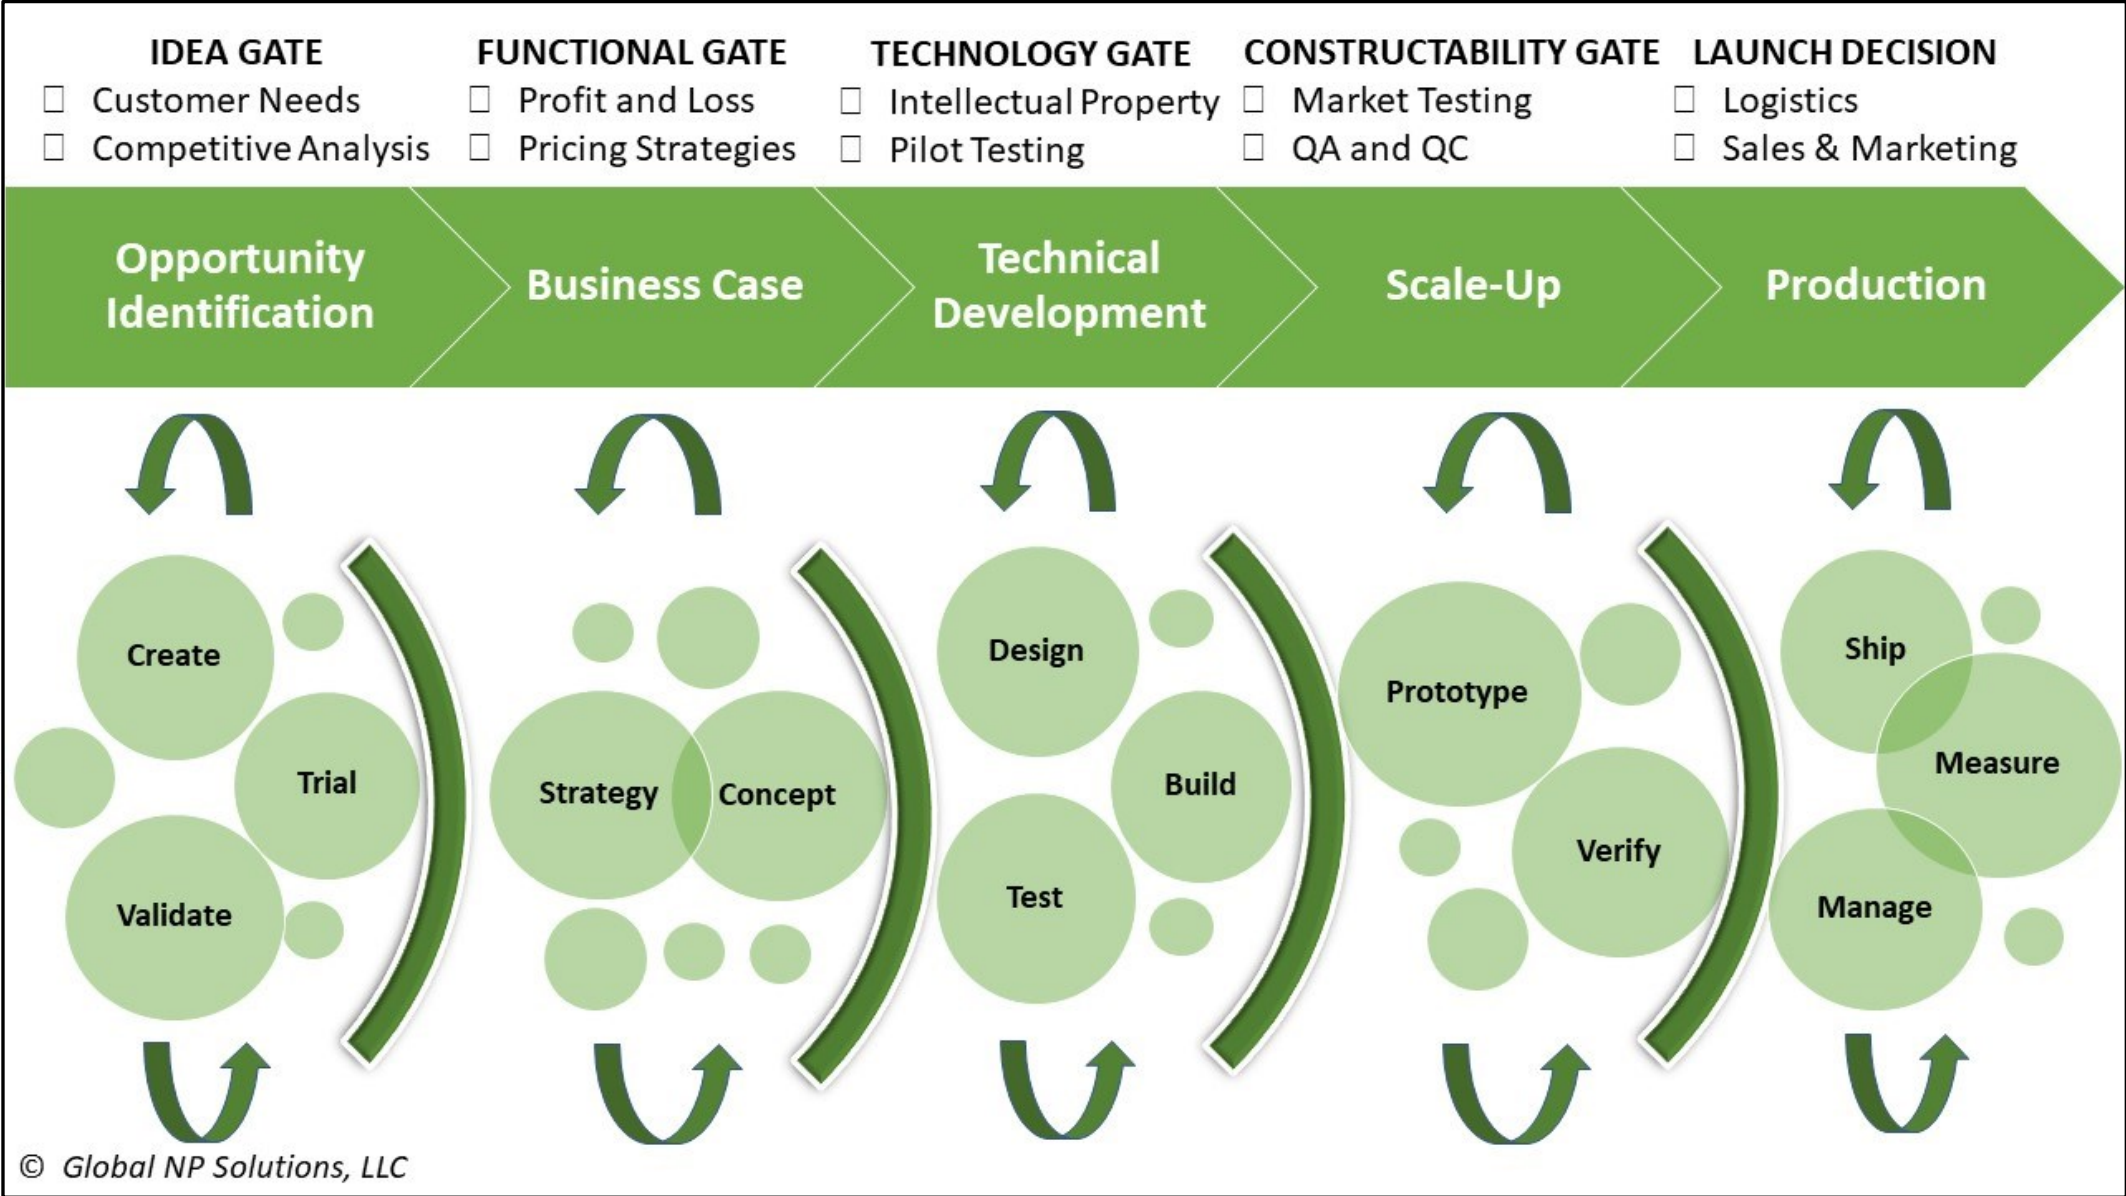 IDEA GATE
☐ Customer Needs
☐ Competitive Analysis
FUNCTIONAL GATE
☐ Profit and Loss
☐ Pricing Strategies
TECHNOLOGY GATE
☐ Intellectual Property
☐ Pilot Testing
CONSTRUCTABILITY GATE
☐ Market Testing
☐ QA and QC
LAUNCH DECISION
☐ Logistics
☐ Sales & Marketing
Opportunity
Identification
Business Case
Technical
Development
Scale-Up
Production
Create
Trial
Validate
Strategy
Concept
Design
Build
Test
Prototype
Verify
Ship
Measure
Manage
© Global NP Solutions, LLC